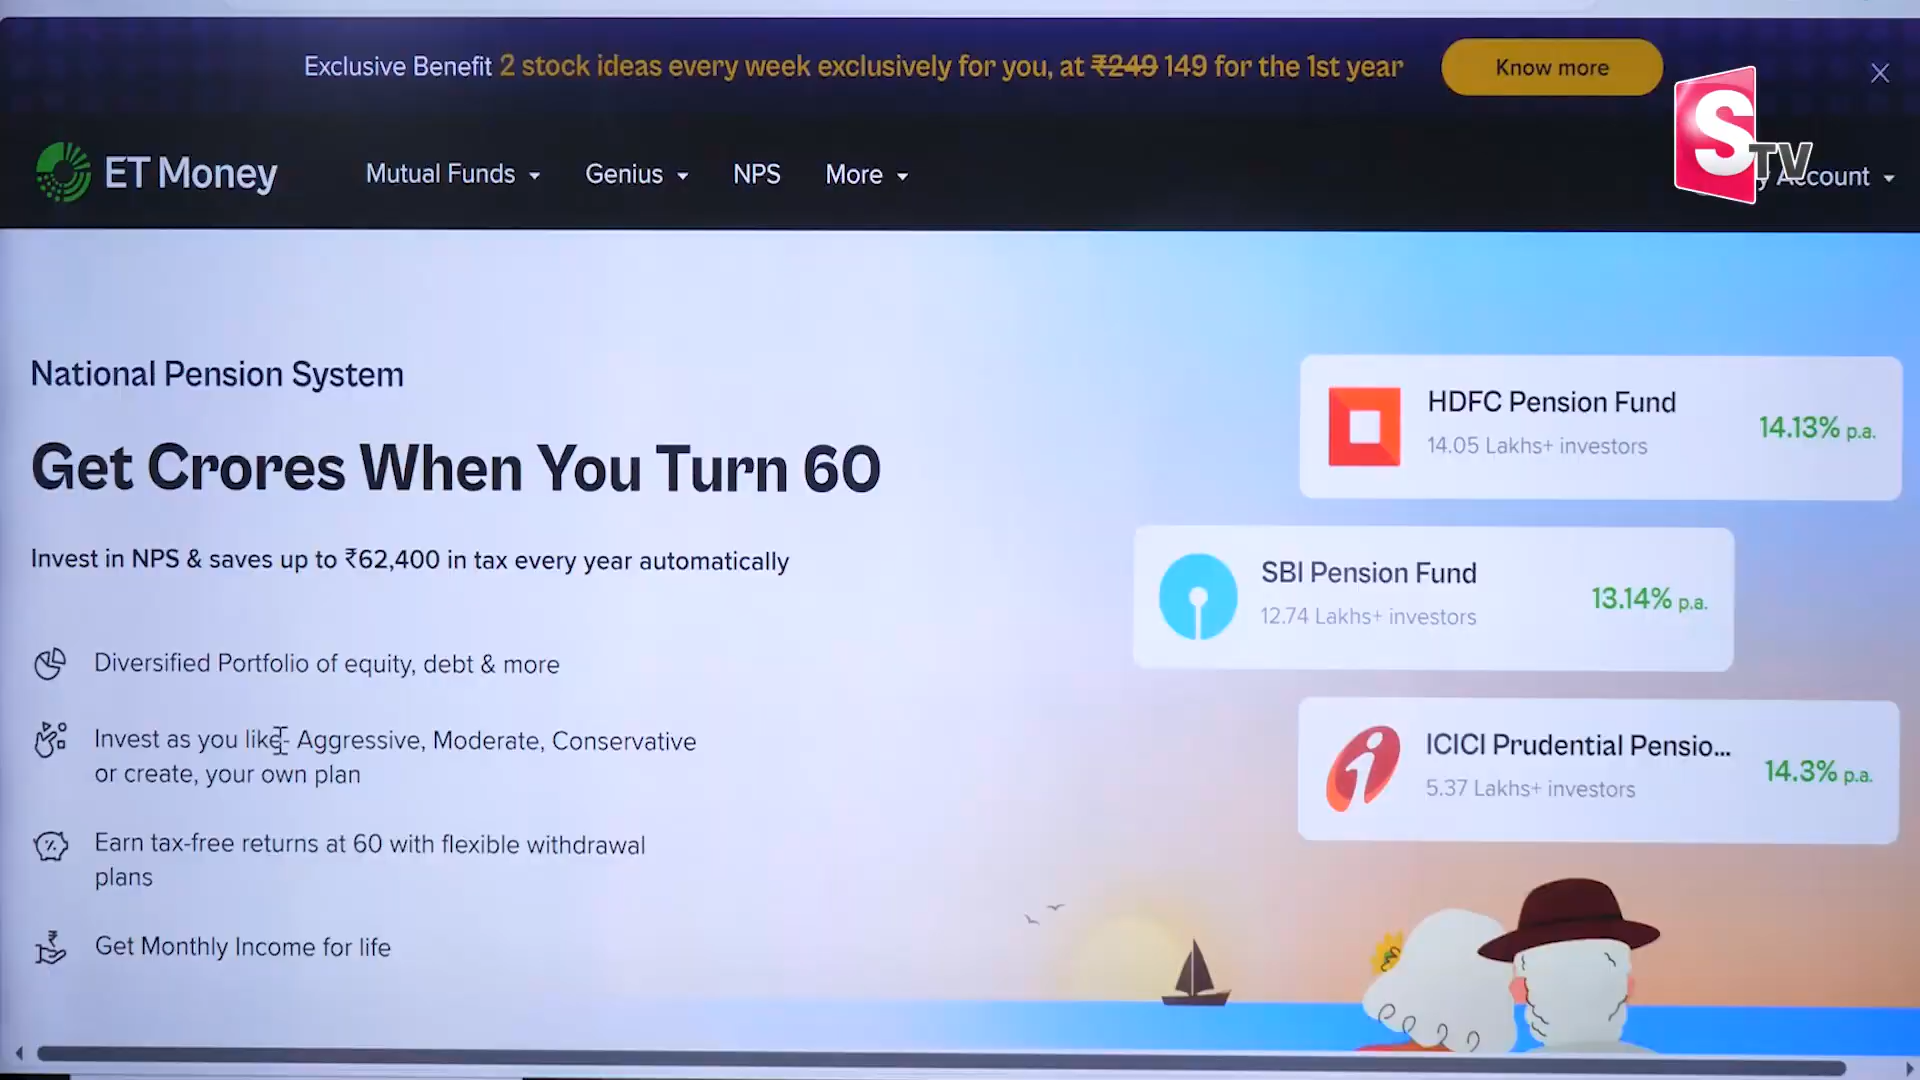 Exclusive Benefit 2 stock ideas every week exclusively for you, at ₹249 149 for the 1st year
Know more
S TV
ET Money
Mutual Funds
Genius
NPS
More
Account
National Pension System
Get Crores When You Turn 60
Invest in NPS & saves up to ₹62,400 in tax every year automatically
Diversified Portfolio of equity, debt & more
Invest as you like- Aggressive, Moderate, Conservative
or create, your own plan
Earn tax-free returns at 60 with flexible withdrawal
plans
Get Monthly Income for life
HDFC Pension Fund
14.05 Lakhs+ investors
14.13% p.a.
SBI Pension Fund
12.74 Lakhs+ investors
13.14% p.a.
ICICI Prudential Pensio...
5.37 Lakhs+ investors
14.3% p.a.